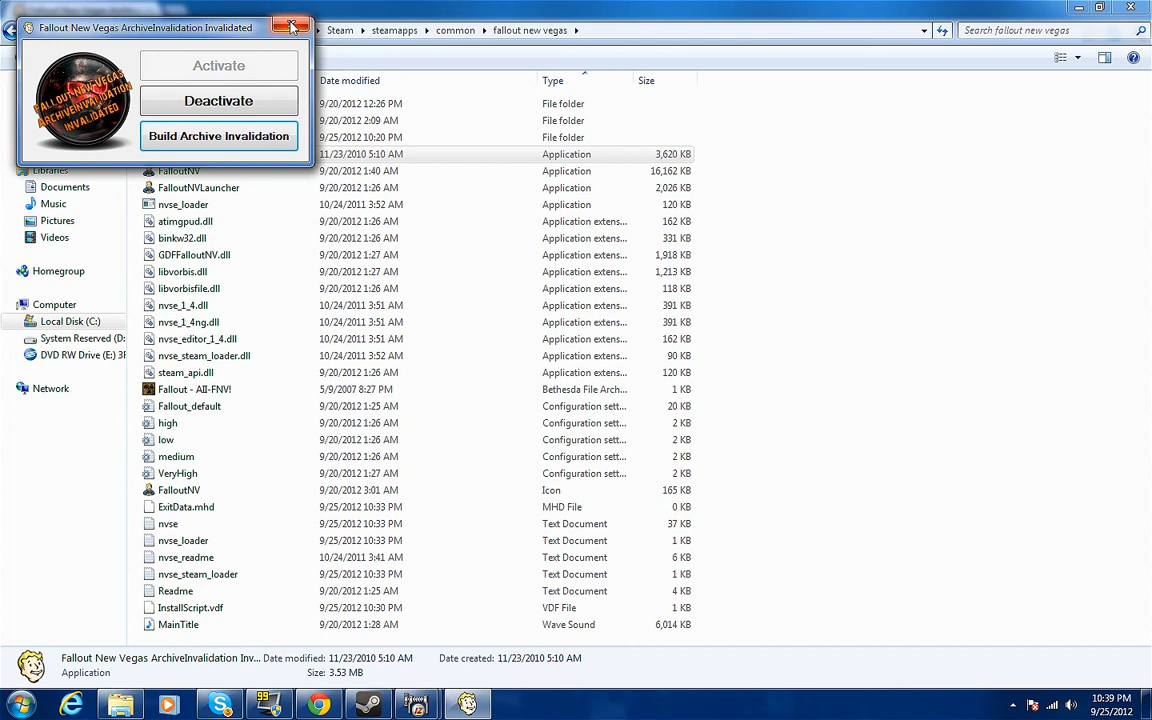 Fallout New Vegas ArchiveInvalidation Invalidated
FALLOUT NEW VEGAS
ARCHIVEINVALIDATION
INVALIDATED
Activate
Deactivate
Build Archive Invalidation
Steam ▸ steamapps ▸ common ▸ fallout new vegas ▸
Search fallout new vegas
Date modified Type Size
9/20/2012 12:26 PM File folder
9/20/2012 2:09 AM File folder
9/25/2012 10:20 PM File folder
11/23/2010 5:10 AM Application 3,620 KB
FalloutNV 9/20/2012 1:40 AM Application 16,162 KB
FalloutNVLauncher 9/20/2012 1:26 AM Application 2,026 KB
nvse_loader 10/24/2011 3:52 AM Application 120 KB
atimgpud.dll 9/20/2012 1:26 AM Application extens... 162 KB
binkw32.dll 9/20/2012 1:26 AM Application extens... 331 KB
GDFFalloutNV.dll 9/20/2012 1:27 AM Application extens... 1,918 KB
libvorbis.dll 9/20/2012 1:27 AM Application extens... 1,213 KB
libvorbisfile.dll 9/20/2012 1:26 AM Application extens... 118 KB
nvse_1_4.dll 10/24/2011 3:51 AM Application extens... 391 KB
nvse_1_4ng.dll 10/24/2011 3:51 AM Application extens... 391 KB
nvse_editor_1_4.dll 10/24/2011 3:51 AM Application extens... 162 KB
nvse_steam_loader.dll 10/24/2011 3:52 AM Application extens... 90 KB
steam_api.dll 9/20/2012 1:26 AM Application extens... 120 KB
Fallout - AII-FNV! 5/9/2007 8:27 PM Bethesda File Arch... 1 KB
Fallout_default 9/20/2012 1:25 AM Configuration sett... 20 KB
high 9/20/2012 1:26 AM Configuration sett... 2 KB
low 9/20/2012 1:26 AM Configuration sett... 2 KB
medium 9/20/2012 1:26 AM Configuration sett... 2 KB
VeryHigh 9/20/2012 1:27 AM Configuration sett... 2 KB
FalloutNV 9/20/2012 3:01 AM Icon 165 KB
ExitData.mhd 9/25/2012 10:33 PM MHD File 0 KB
nvse 9/25/2012 10:33 PM Text Document 37 KB
nvse_loader 9/25/2012 10:33 PM Text Document 1 KB
nvse_readme 10/24/2011 3:41 AM Text Document 6 KB
nvse_steam_loader 9/25/2012 10:33 PM Text Document 1 KB
Readme 9/20/2012 1:25 AM Text Document 4 KB
InstallScript.vdf 9/25/2012 10:30 PM VDF File 1 KB
MainTitle 9/20/2012 1:28 AM Wave Sound 6,014 KB
Libraries
Documents
Music
Pictures
Videos
Homegroup
Computer
Local Disk (C:)
System Reserved (D:
DVD RW Drive (E:) 3F
Network
Fallout New Vegas ArchiveInvalidation Inv... Date modified: 11/23/2010 5:10 AM Date created: 11/23/2010 5:10 AM
Application Size: 3.53 MB
99
10:39 PM
9/25/2012